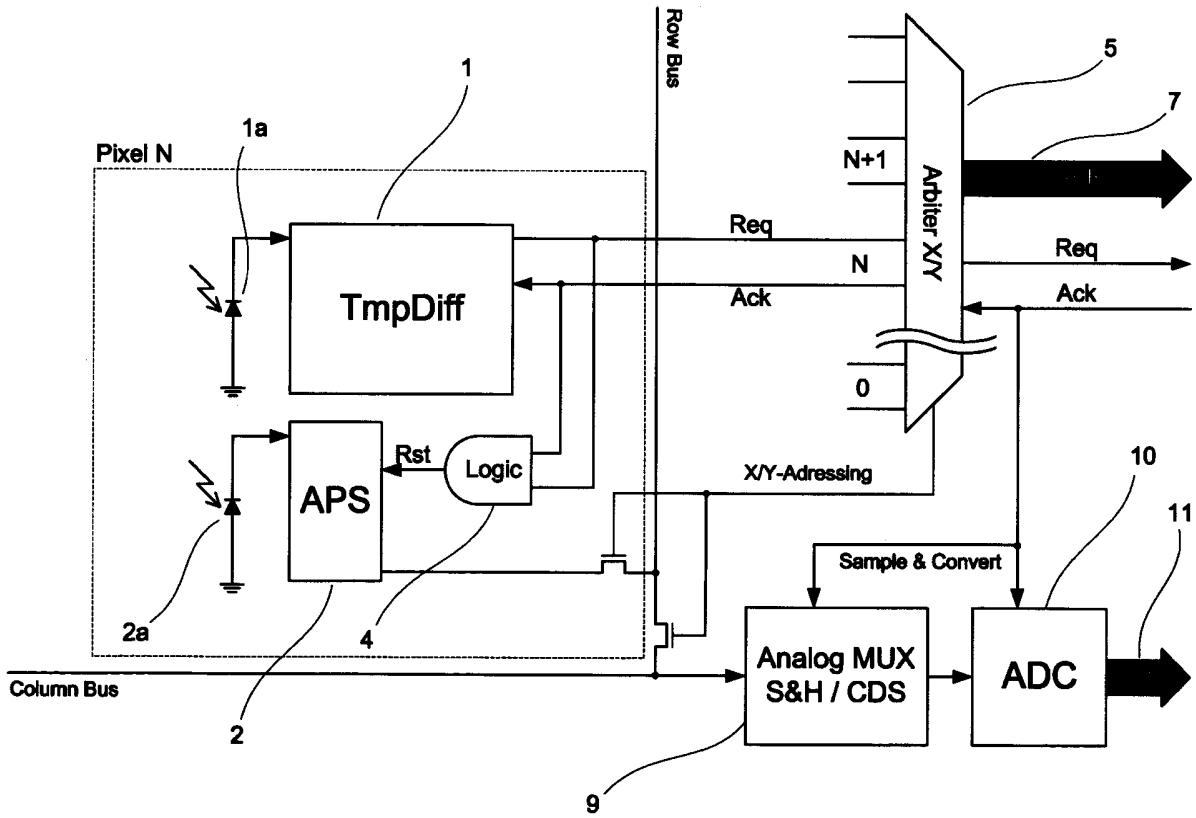 Row Bus
1
5
7
1a
Pixel N
N+1
Arbiter X/Y
Req
Req
N
TmpDiff
Ack
Ack
0
Rst
Logic
X/Y-Adressing
10
APS
11
Sample & Convert
2a
4
Analog MUX
S&H / CDS
ADC
Column Bus
2
9